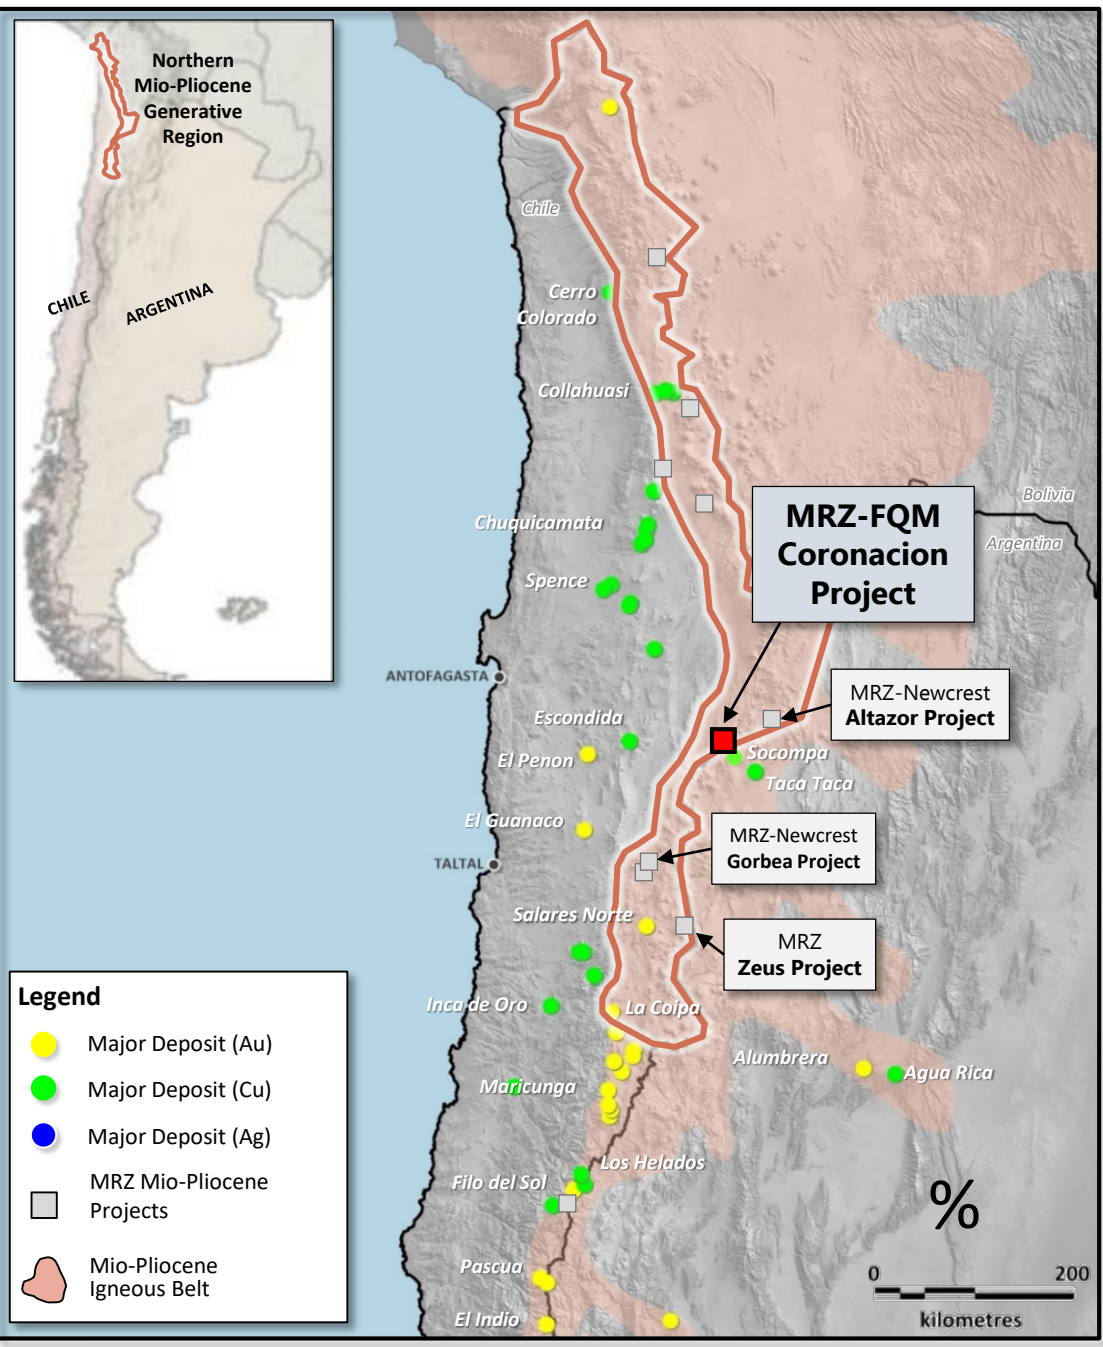 Northern
Mio-Pliocene
Generative
Region
CHILE
ARGENTINA
Chile
Cerro
Colorado
Collahuasi
Chuquicamata
Spence
Bolivia
Argentina
MRZ-FQM
Coronacion
Project
ANTOFAGASTA
MRZ-Newcrest
Altazor Project
Escondida
El Penon
Socompa
Taca Taca
El Guanaco
TALTAL
MRZ-Newcrest
Gorbea Project
Salares Norte
MRZ
Zeus Project
Inca de Oro
La Coipa
Alumbrera
Agua Rica
Maricunga
Los Helados
Filo del Sol
Pascua
El Indio
Legend
Major Deposit (Au)
Major Deposit (Cu)
Major Deposit (Ag)
MRZ Mio-Pliocene
Projects
Mio-Pliocene
Igneous Belt
%
0 200
kilometres